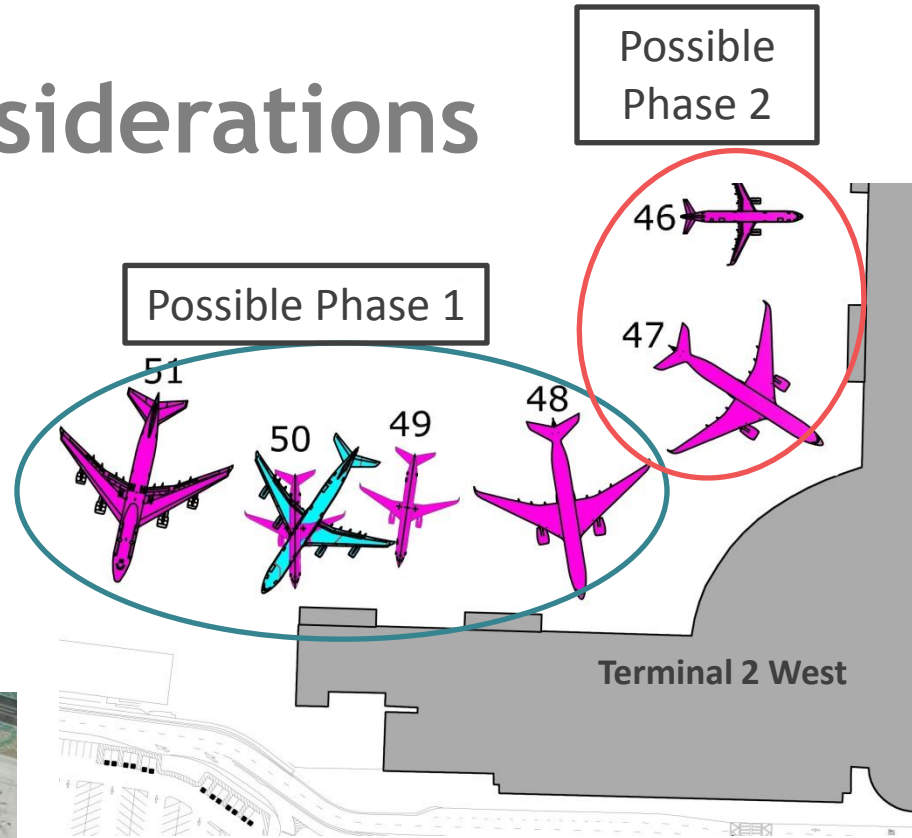 Possible
Phase 2
siderations
46
Possible Phase 1
47
51
48
49
50
Terminal 2 West